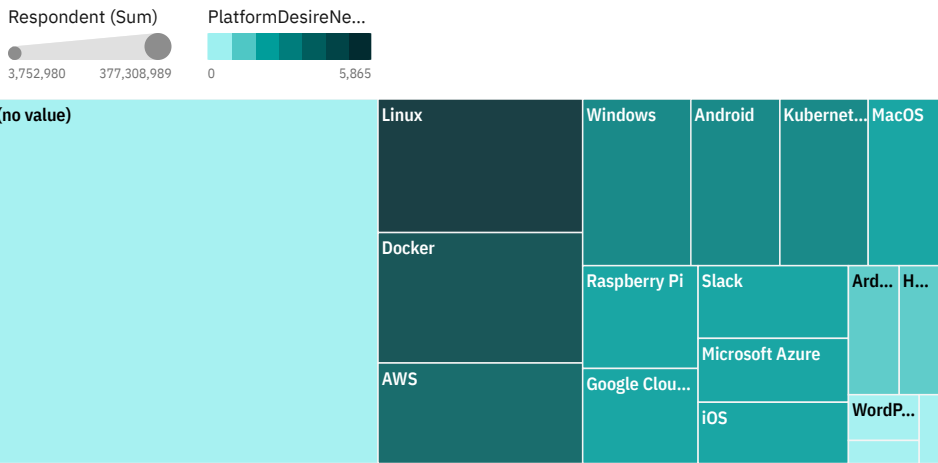 Respondent (Sum)
PlatformDesireNe...
3,752,980
377,308,989
0
5,865
(no value)
Linux
Windows
Android
Kubernet...
MacOS
Docker
Raspberry Pi
Slack
Ard...
H...
Microsoft Azure
AWS
Google Clou...
WordP...
iOS